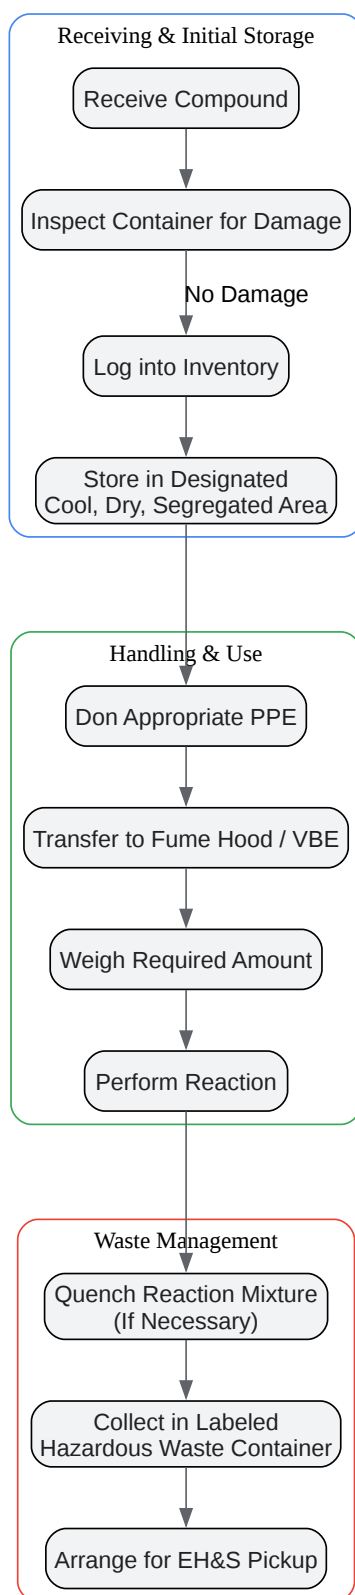 Receiving & Initial Storage
Receive Compound
Inspect Container for Damage
No Damage
Log into Inventory
Store in Designated
Cool, Dry, Segregated Area
Handling & Use
Don Appropriate PPE
Transfer to Fume Hood / VBE
Weigh Required Amount
Perform Reaction
Waste Management
Quench Reaction Mixture
(If Necessary)
Collect in Labeled
Hazardous Waste Container
Arrange for EH&S Pickup